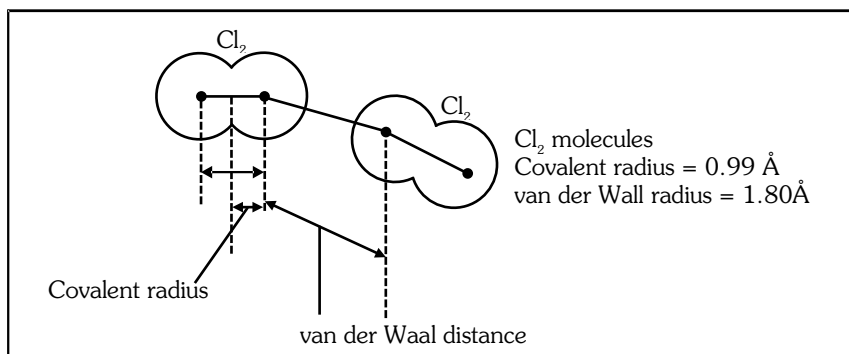 Cl₂
Cl₂
Cl₂ molecules
Covalent radius = 0.99 Å
van der Wall radius = 1.80Å
Covalent radius
van der Waal distance